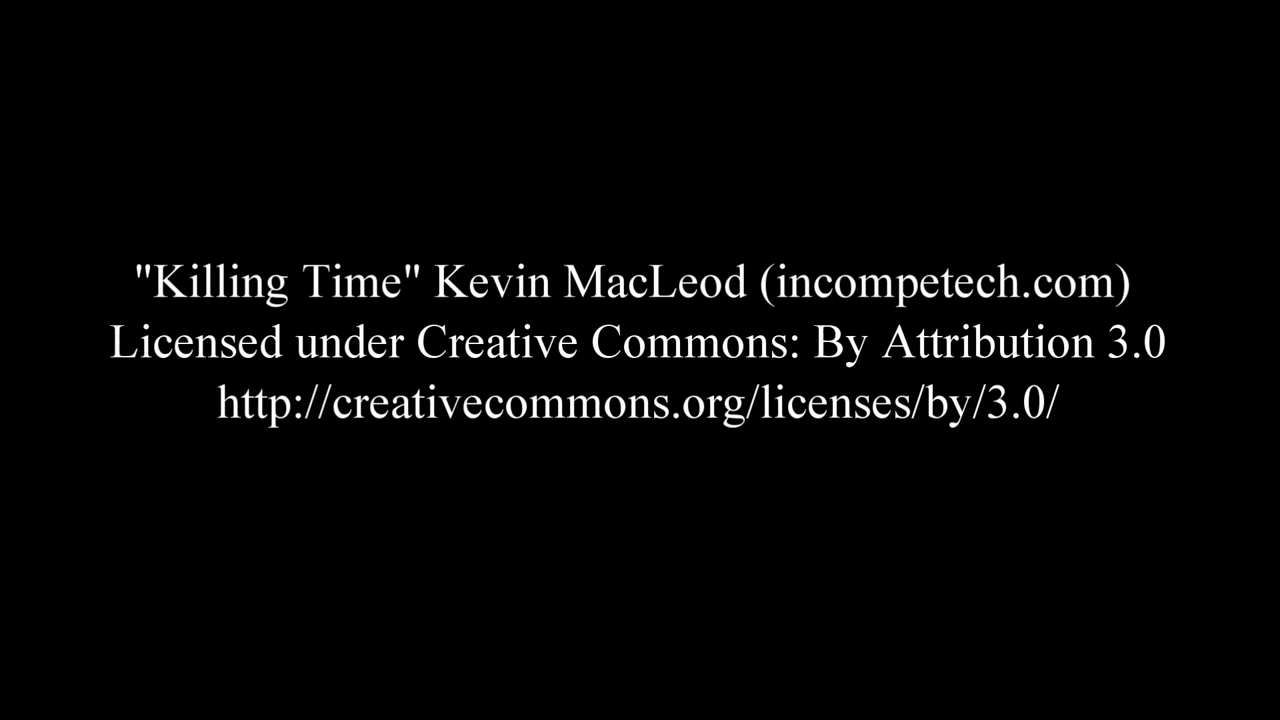 "Killing Time" Kevin MacLeod (incompetech.com)
Licensed under Creative Commons: By Attribution 3.0
http://creativecommons.org/licenses/by/3.0/